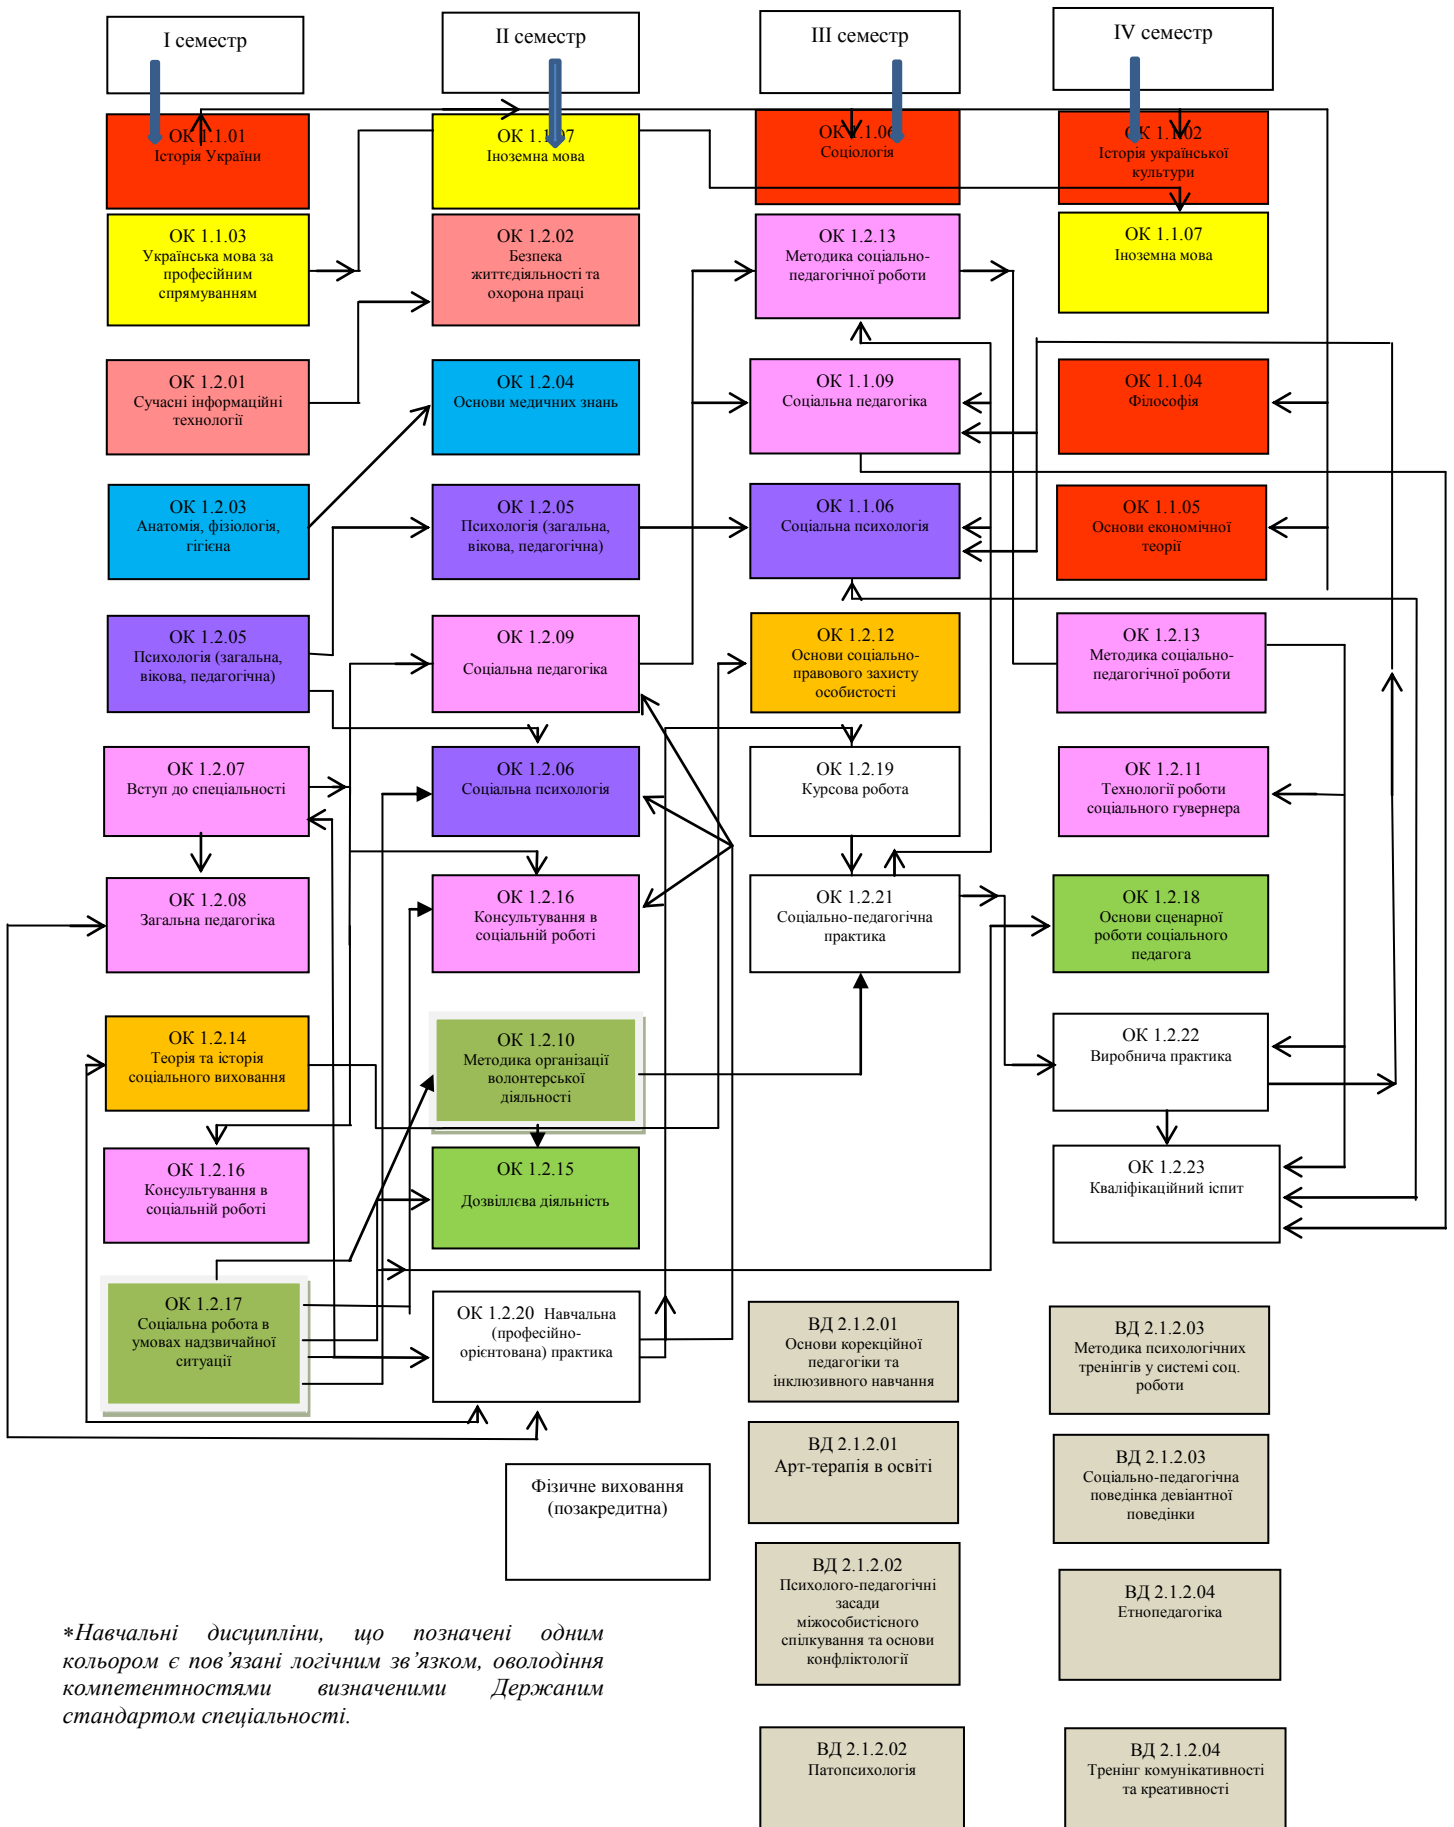 І семестр
ІІ семестр
ІІІ семестр
IV семестр
ОК 1.1.01
Історія України
ОК 1.1.07
Іноземна мова
ОК 1.1.06
Соціологія
ОК 1.1.02
Історія української
культури
ОК 1.1.03
Українська мова за
професійним
спрямуванням
ОК 1.2.02
Безпека
життєдіяльності та
охорона праці
ОК 1.2.13
Методика соціально-
педагогічної роботи
ОК 1.1.07
Іноземна мова
ОК 1.2.01
Сучасні інформаційні
технології
ОК 1.2.04
Основи медичних знань
ОК 1.1.09
Соціальна педагогіка
ОК 1.1.04
Філософія
ОК 1.2.03
Анатомія, фізіологія,
гігієна
ОК 1.2.05
Психологія (загальна,
вікова, педагогічна)
ОК 1.1.06
Соціальна психологія
ОК 1.1.05
Основи економічної
теорії
ОК 1.2.05
Психологія (загальна,
вікова, педагогічна)
ОК 1.2.09
Соціальна педагогіка
ОК 1.2.12
Основи соціально-
правового захисту
особистості
ОК 1.2.13
Методика соціально-
педагогічної роботи
ОК 1.2.07
Вступ до спеціальності
ОК 1.2.06
Соціальна психологія
ОК 1.2.19
Курсова робота
ОК 1.2.11
Технології роботи
соціального гувернера
ОК 1.2.08
Загальна педагогіка
ОК 1.2.16
Консультування в
соціальній роботі
ОК 1.2.21
Соціально-педагогічна
практика
ОК 1.2.18
Основи сценарної
роботи соціального
педагога
ОК 1.2.14
Теорія та історія
соціального виховання
ОК 1.2.10
Методика організації
волонтерської
діяльності
ОК 1.2.22
Виробнича практика
ОК 1.2.16
Консультування в
соціальній роботі
ОК 1.2.15
Дозвіллєва діяльність
ОК 1.2.23
Кваліфікаційний іспит
ОК 1.2.17
Соціальна робота в
умовах надзвичайної
ситуації
ОК 1.2.20 Навчальна
(професійно-
орієнтована) практика
ВД 2.1.2.01
Основи корекційної
педагогіки та
інклюзивного навчання
ВД 2.1.2.03
Методика психологічних
тренінгів у системі соц.
роботи
ВД 2.1.2.01
Арт-терапія в освіті
ВД 2.1.2.03
Соціально-педагогічна
поведінка девіантної
поведінки
Фізичне виховання
(позакредитна)
ВД 2.1.2.02
Психолого-педагогічні
засади
міжособистісного
спілкування та основи
конфліктології
ВД 2.1.2.04
Етнопедагогіка
*Навчальні дисципліни, що позначені одним
кольором є пов’язані логічним зв’язком, оволодіння
компетентностями визначеними Держаним
стандартом спеціальності.
ВД 2.1.2.02
Патопсихологія
ВД 2.1.2.04
Тренінг комунікативності
та креативності